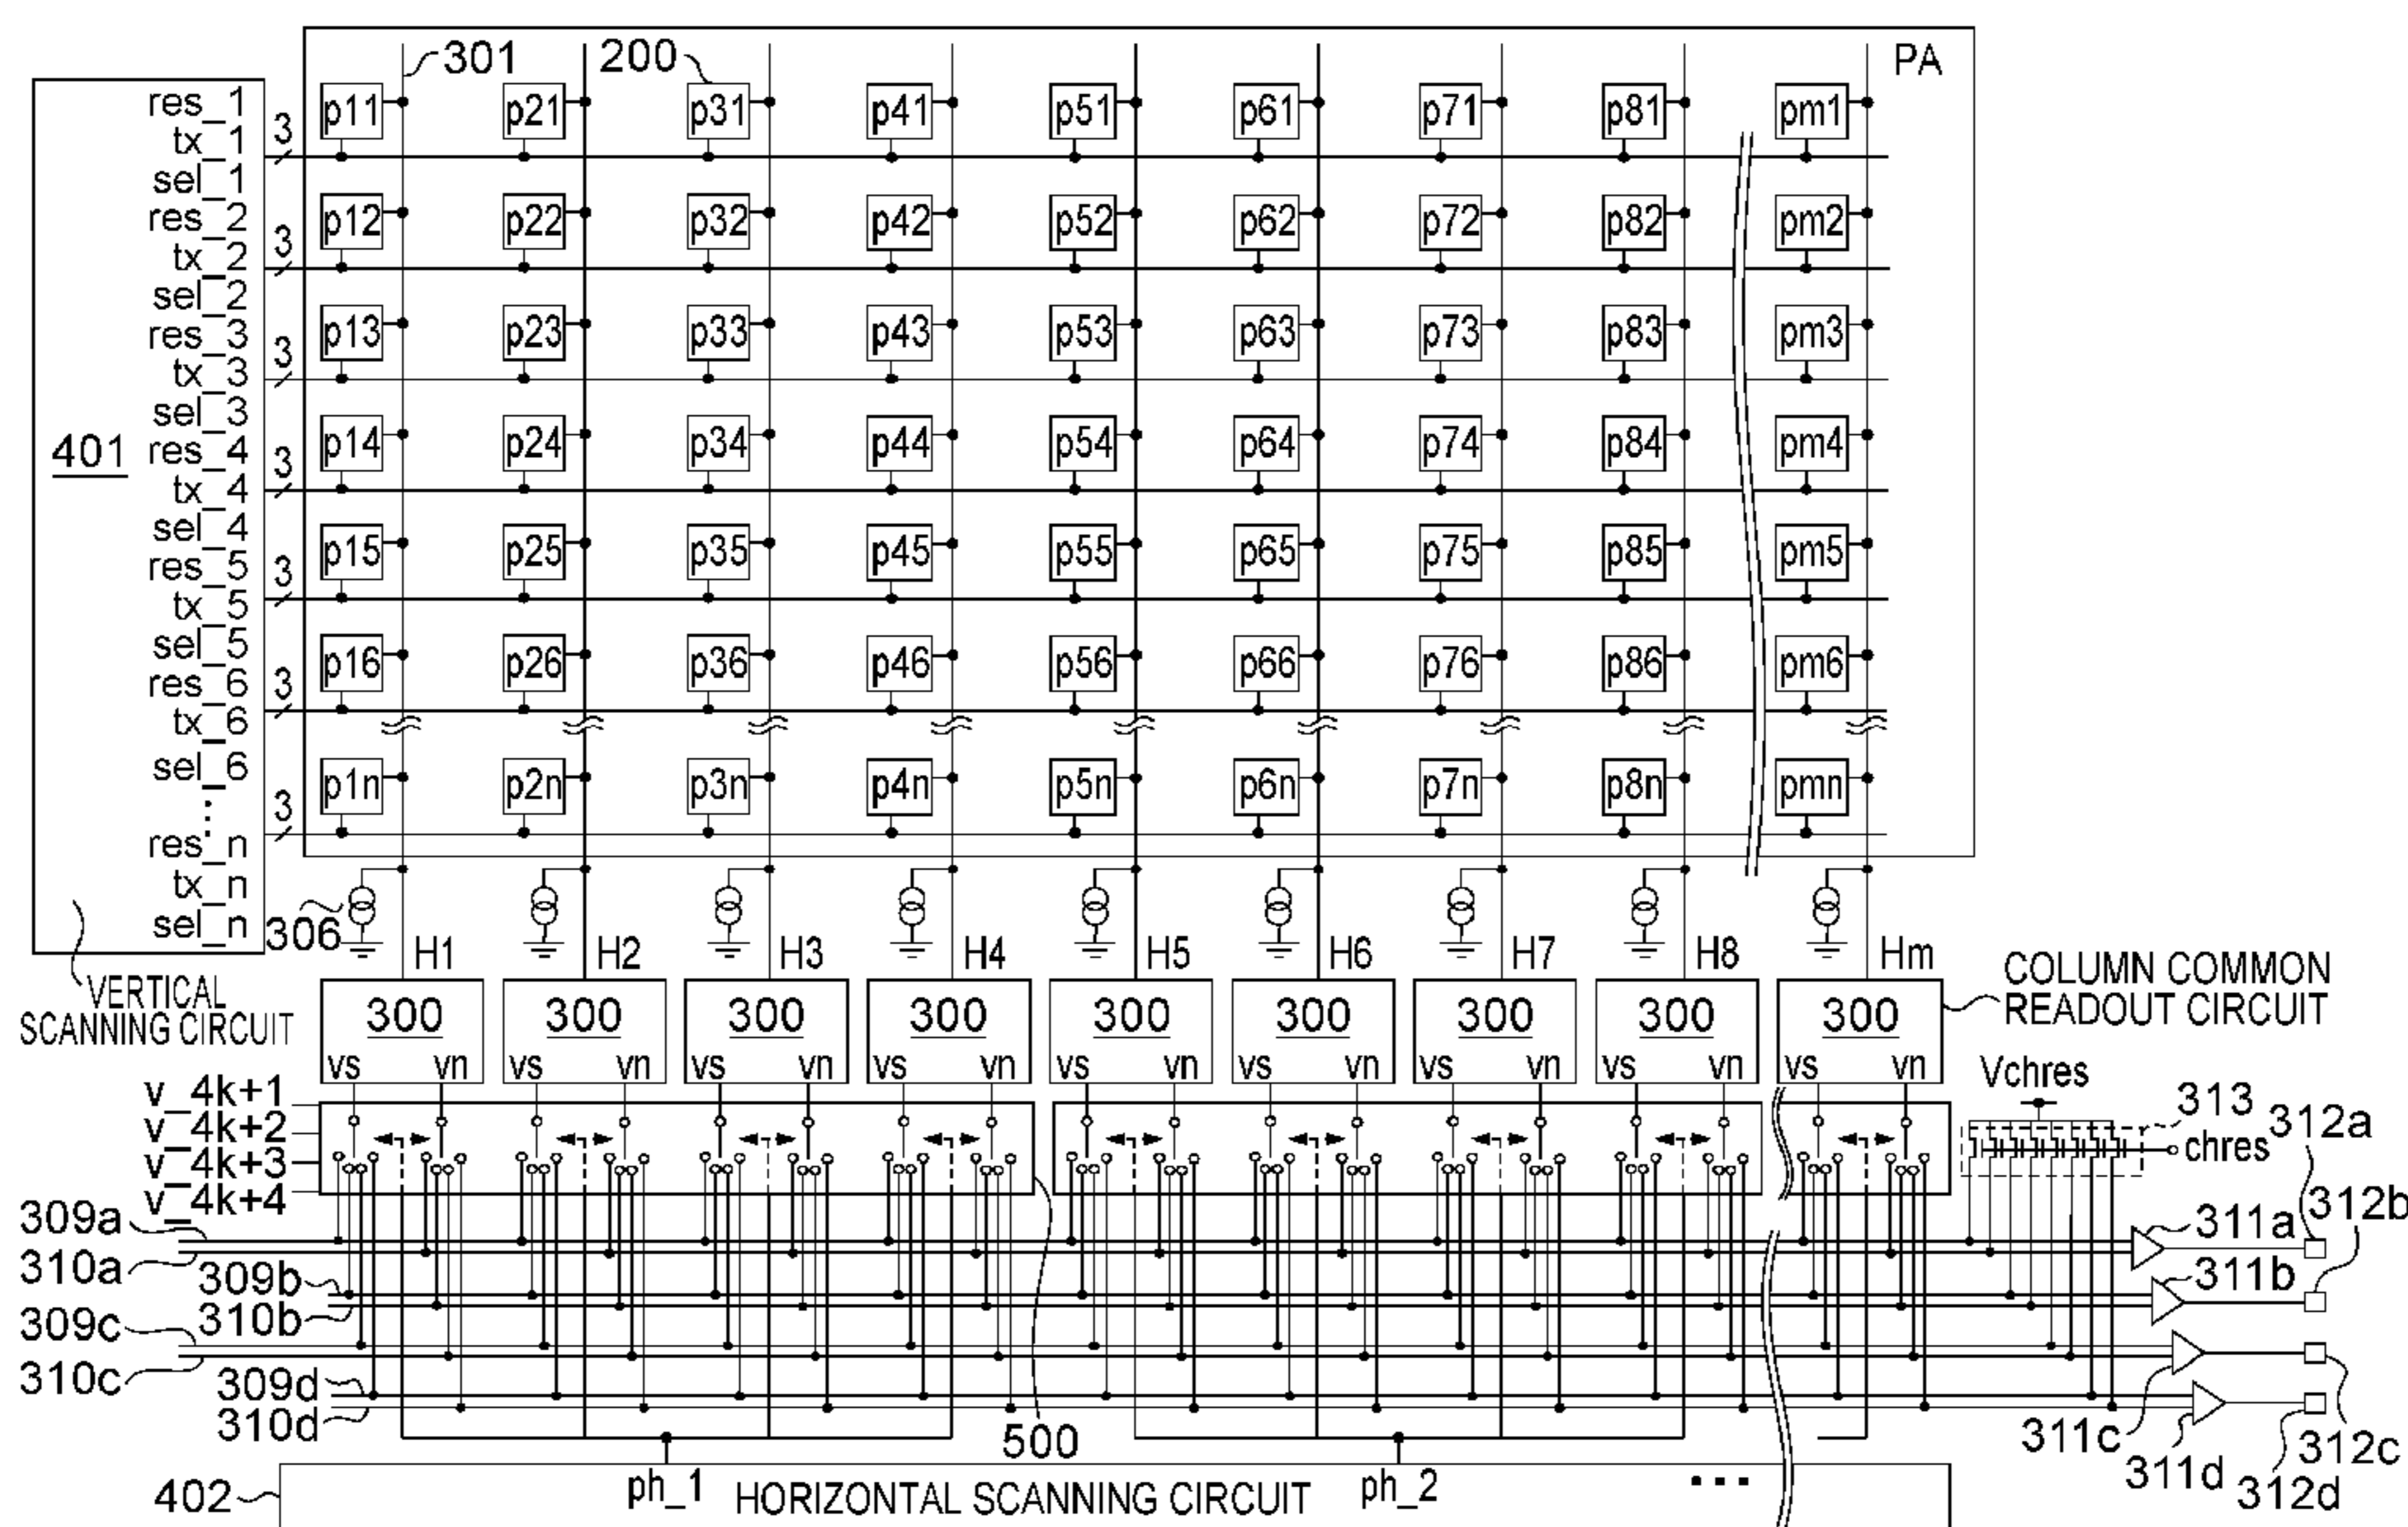 301 200 PA
res_1 p11 p21 p31 p41 p51 p61 p71 p81 pm1
tx_1 3
sel_1
res_2 p12 p22 p32 p42 p52 p62 p72 p82 pm2
tx_2 3
sel_2
res_3 p13 p23 p33 p43 p53 p63 p73 p83 pm3
tx_3 3
sel_3
401 res_4 p14 p24 p34 p44 p54 p64 p74 p84 pm4
tx_4 3
sel_4
res_5 p15 p25 p35 p45 p55 p65 p75 p85 pm5
tx_5 3
sel_5
res_6 p16 p26 p36 p46 p56 p66 p76 p86 pm6
tx_6 3
sel_6 p1n p2n p3n p4n p5n p6n p7n p8n pmn
⋮ 3
res_n
tx_n
sel_n 306
H1 H2 H3 H4 H5 H6 H7 H8 Hm
VERTICAL
SCANNING CIRCUIT
COLUMN COMMON
READOUT CIRCUIT
300 300 300 300 300 300 300 300 300
vs vn vs vn vs vn vs vn vs vn vs vn vs vn vs vn vs vn
v_4k+1
v_4k+2
v_4k+3
v_4k+4
Vchres 313
chres 312a
309a 311a 312b
310a
309b 311b
310b
309c
310c
309d
310d
500 311c 312c
311d 312d
402 ph_1 HORIZONTAL SCANNING CIRCUIT ph_2 ...